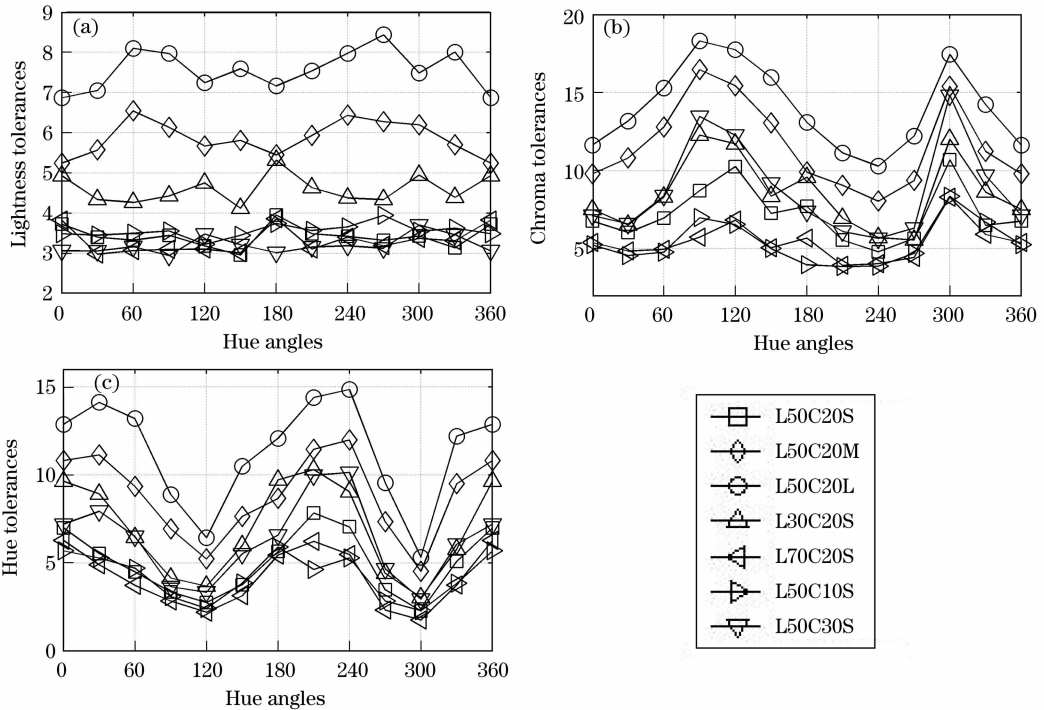 (a)
9
8
7
6
5
4
3
2
Lightness tolerances
0 60 120 180 240 300 360
Hue angles
(b)
20
15
10
5
Chroma tolerances
0 60 120 180 240 300 360
Hue angles
(c)
15
10
5
0
Hue tolerances
0 60 120 180 240 300 360
Hue angles
L50C20S
L50C20M
L50C20L
L30C20S
L70C20S
L50C10S
L50C30S